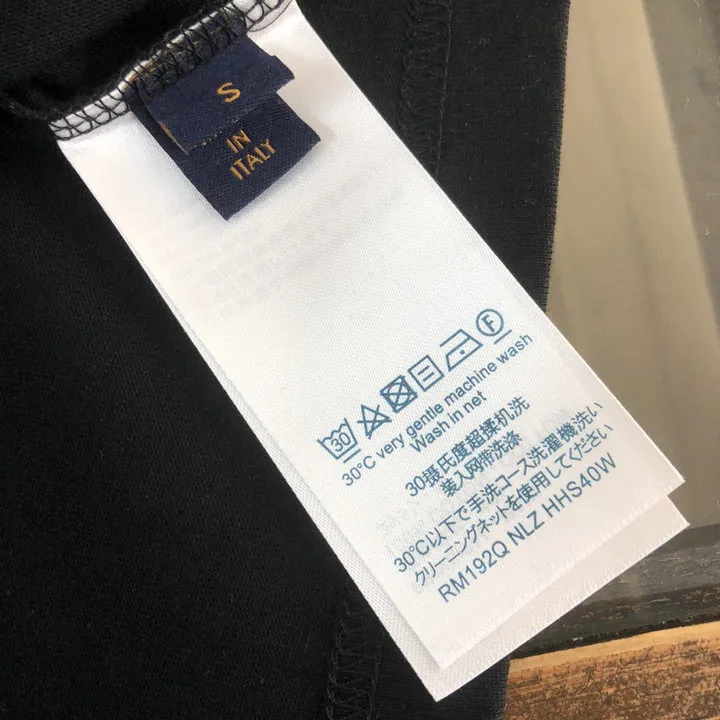 S
IN
ITALY
30
F
30°C very gentle machine wash
Wash in net
30摄氏度超揉机洗
装入网带洗涤
30°C以下で手洗コース洗濯機洗い
クリーニングネットを使用してください
RM192Q NLZ HHS40W